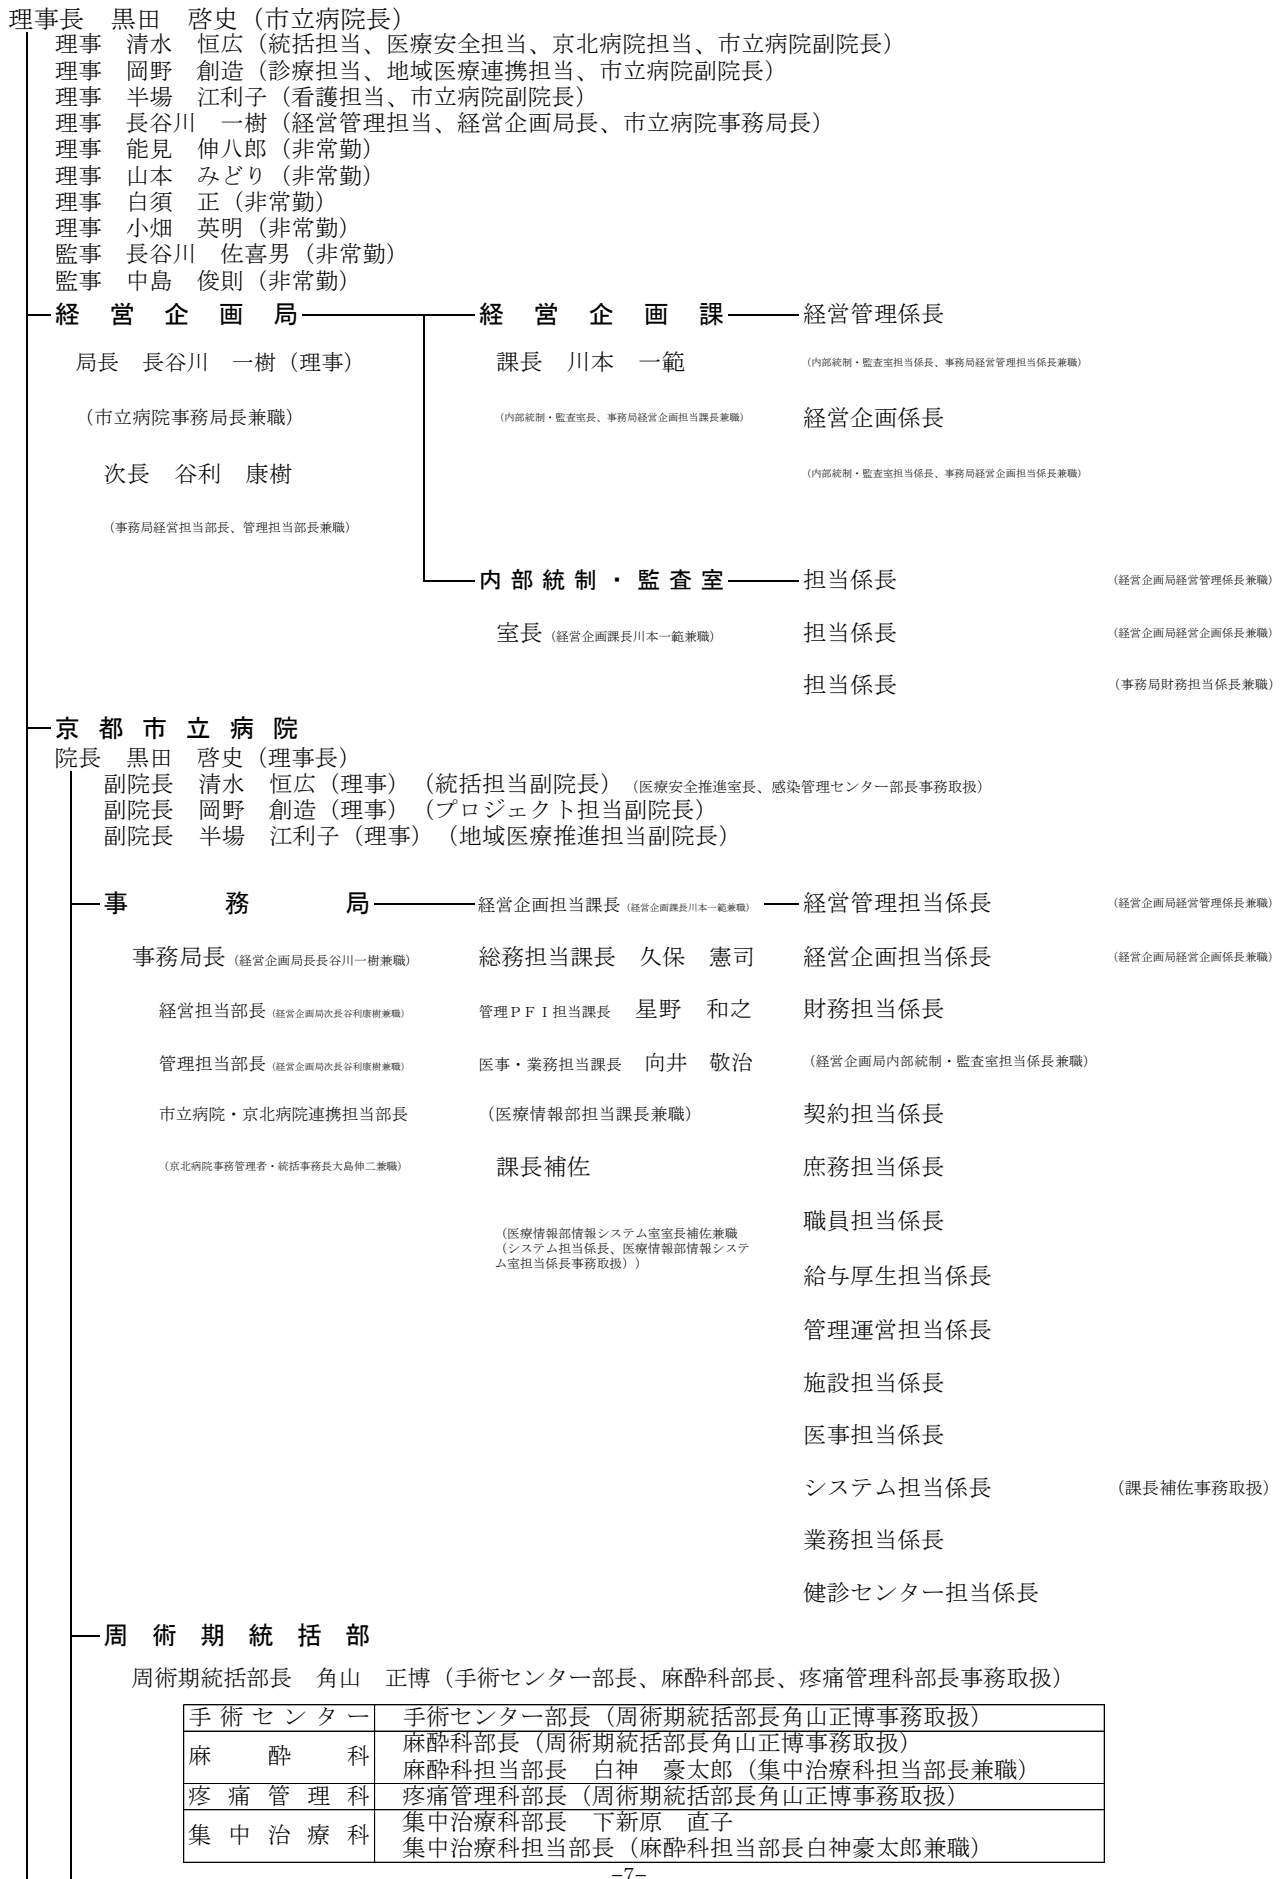 理事長　黒田　啓史（市立病院長）
理事　清水　恒広（統括担当、医療安全担当、京北病院担当、市立病院副院長）
理事　岡野　創造（診療担当、地域医療連携担当、市立病院副院長）
理事　半場　江利子（看護担当、市立病院副院長）
理事　長谷川　一樹（経営管理担当、経営企画局長、市立病院事務局長）
理事　能見　伸八郎（非常勤）
理事　山本　みどり（非常勤）
理事　白須　正（非常勤）
理事　小畑　英明（非常勤）
監事　長谷川　佐喜男（非常勤）
監事　中島　俊則（非常勤）
経営企画局　経営企画課　経営管理係長
局長　長谷川　一樹（理事）　課長　川本　一範　（内部統制・監査室担当係長、事務局経営管理担当係長兼職）
（市立病院事務局長兼職）　（内部統制・監査室長、事務局経営企画担当課長兼職）　経営企画係長
次長　谷利　康樹　（内部統制・監査室担当係長、事務局経営企画担当係長兼職）
（事務局経営担当部長、管理担当部長兼職）
内部統制・監査室　担当係長　（経営企画局経営管理係長兼職）
室長（経営企画課長川本一範兼職）　担当係長　（経営企画局経営企画係長兼職）
担当係長　（事務局財務担当係長兼職）
京都市立病院
院長　黒田　啓史（理事長）
副院長　清水　恒広（理事）（統括担当副院長）（医療安全推進室長、感染管理センター部長事務取扱）
副院長　岡野　創造（理事）（プロジェクト担当副院長）
副院長　半場　江利子（理事）（地域医療推進担当副院長）
事務局　経営企画担当課長（経営企画課長川本一範兼職）　経営管理担当係長　（経営企画局経営管理係長兼職）
事務局長（経営企画局長長谷川一樹兼職）　総務担当課長　久保　憲司　経営企画担当係長　（経営企画局経営企画係長兼職）
経営担当部長（経営企画局次長谷利康樹兼職）　管理ＰＦＩ担当課長　星野　和之　財務担当係長
管理担当部長（経営企画局次長谷利康樹兼職）　医事・業務担当課長　向井　敬治　（経営企画局内部統制・監査室担当係長兼職）
市立病院・京北病院連携担当部長　（医療情報部担当課長兼職）　契約担当係長
（京北病院事務管理者・統括事務長大島伸二兼職）　課長補佐　庶務担当係長
職員担当係長
（医療情報部情報システム室室長補佐兼職
（システム担当係長、医療情報部情報システ
ム室担当係長事務取扱））
給与厚生担当係長
管理運営担当係長
施設担当係長
医事担当係長
システム担当係長　（課長補佐事務取扱）
業務担当係長
健診センター担当係長
周術期統括部
周術期統括部長　角山　正博（手術センター部長、麻酔科部長、疼痛管理科部長事務取扱）
手術センター　手術センター部長（周術期統括部長角山正博事務取扱）
麻酔科　麻酔科部長（周術期統括部長角山正博事務取扱）
麻酔科担当部長　白神　豪太郎（集中治療科担当部長兼職）
疼痛管理科　疼痛管理科部長（周術期統括部長角山正博事務取扱）
集中治療科　集中治療科部長　下新原　直子
集中治療科担当部長（麻酔科担当部長白神豪太郎兼職）
−7−